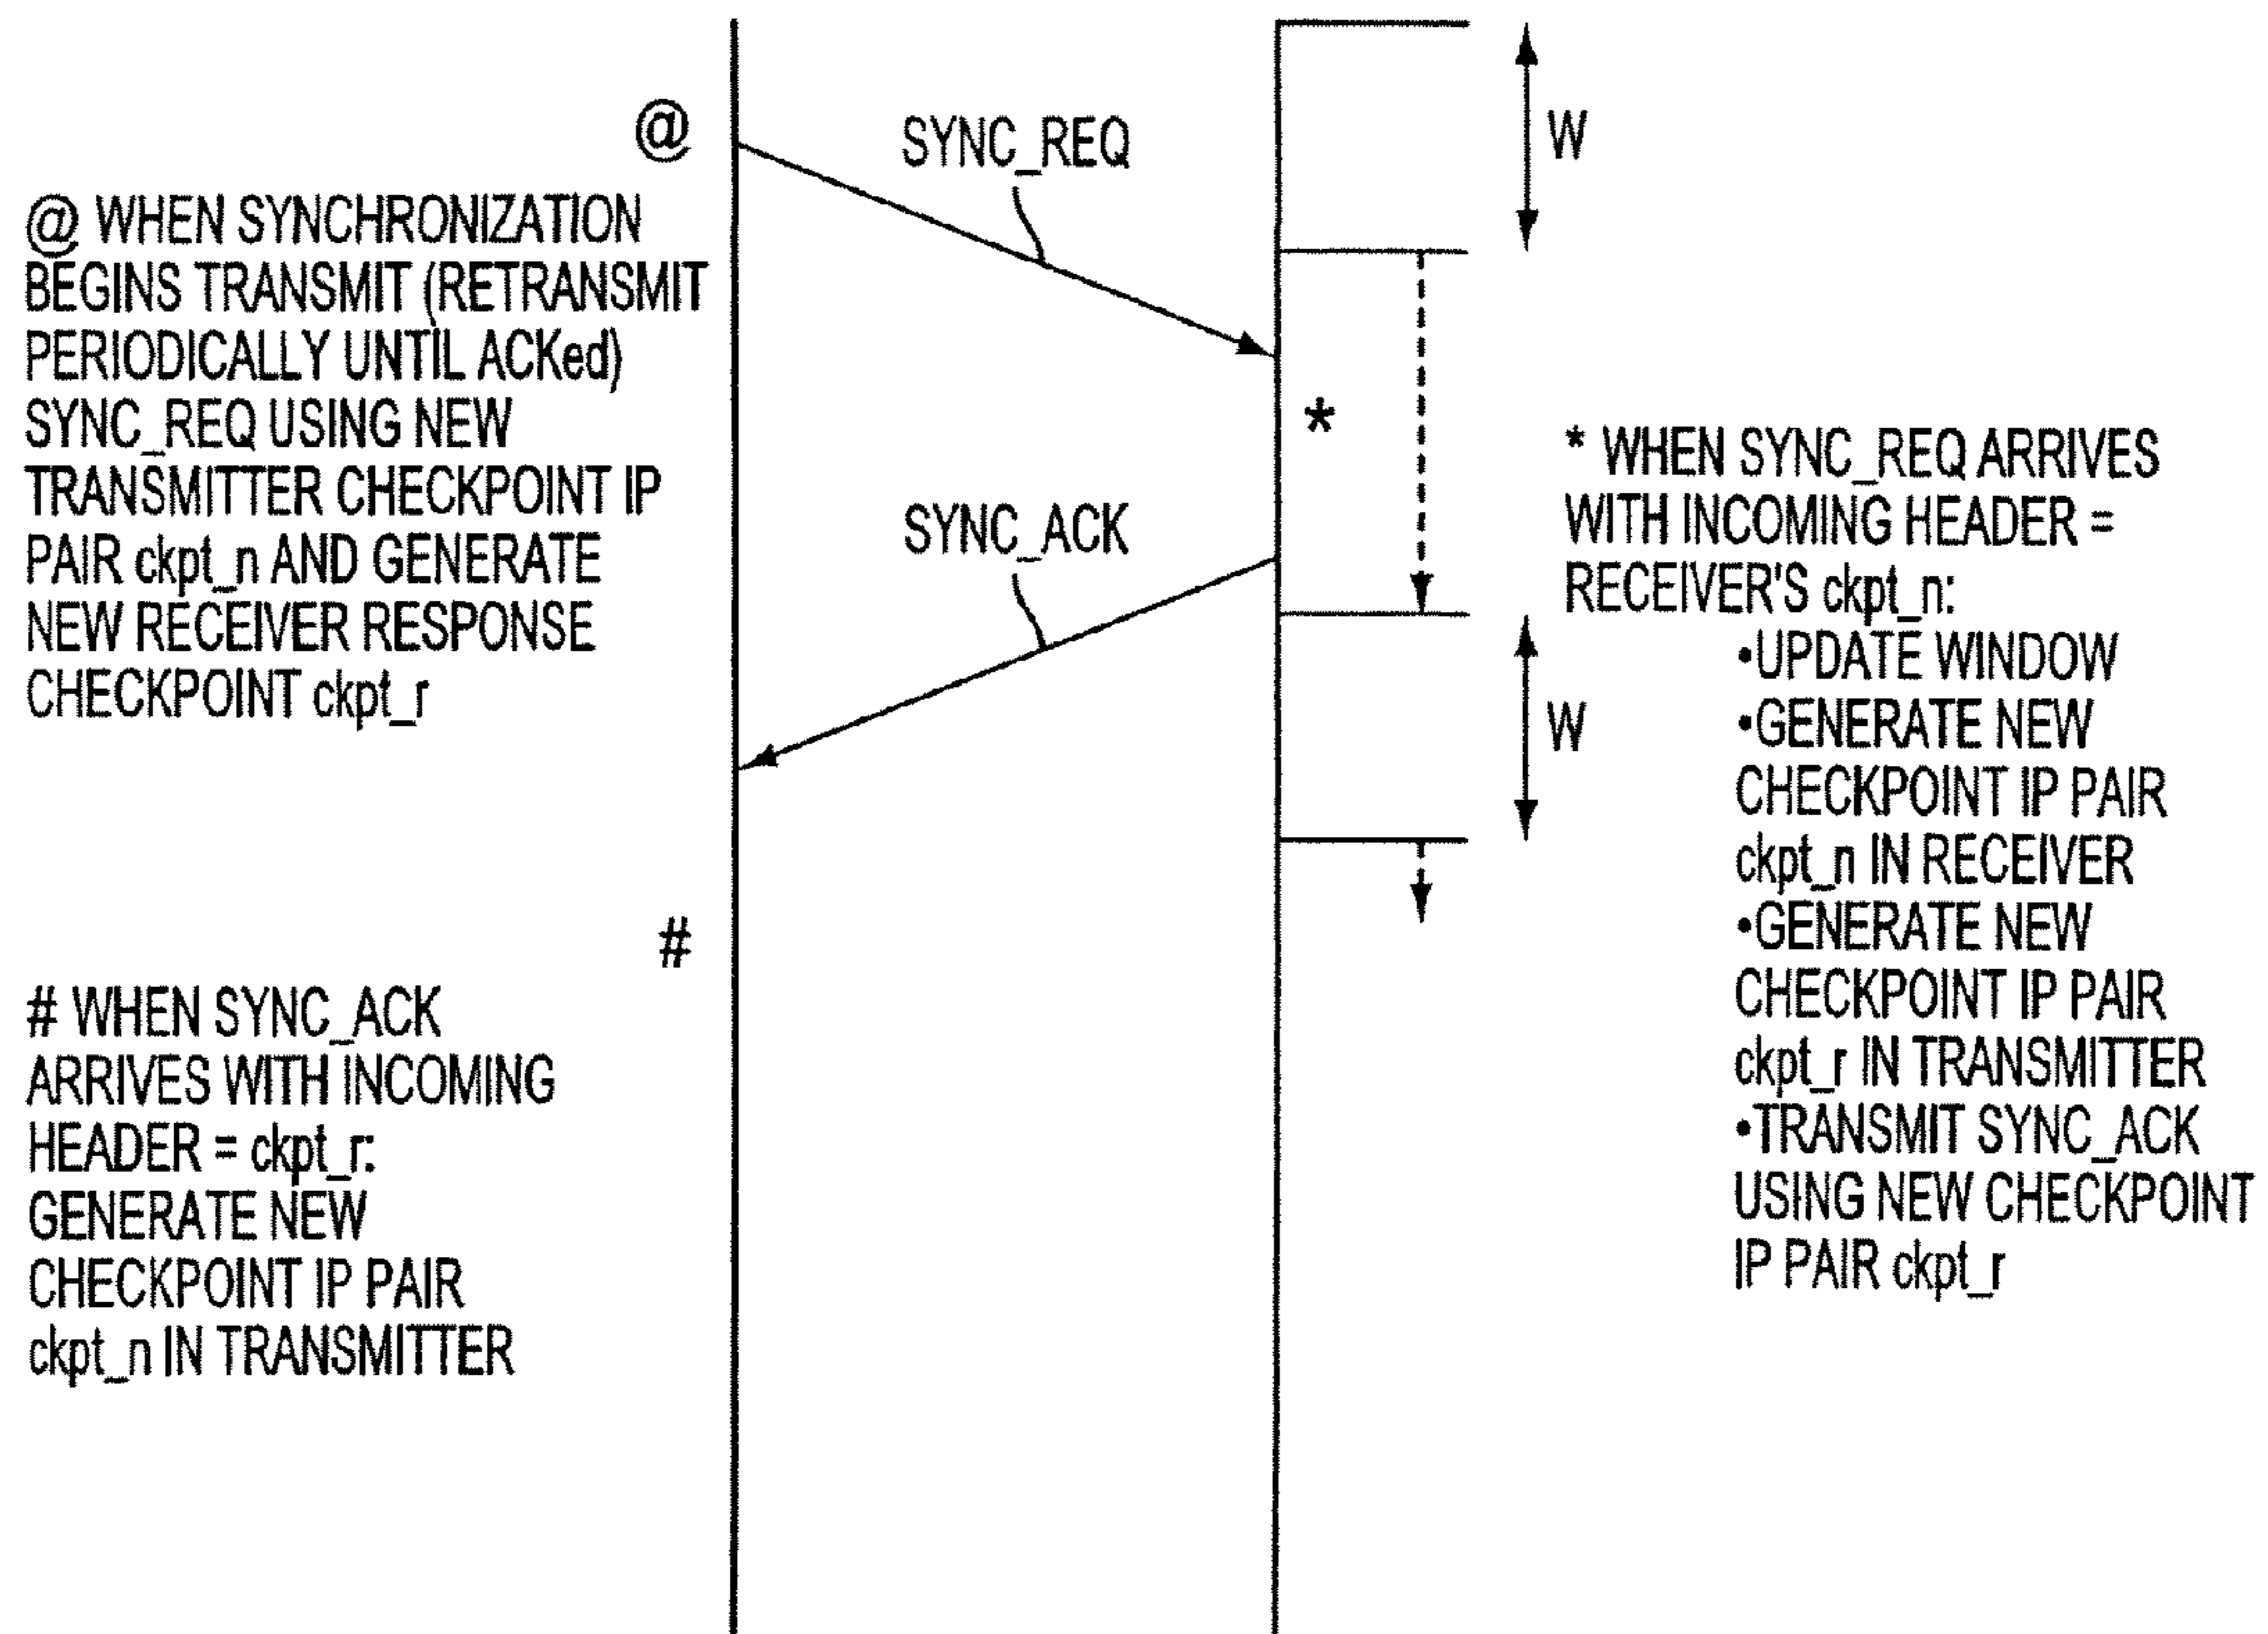 @
SYNC_REQ
W
@ WHEN SYNCHRONIZATION
BEGINS TRANSMIT (RETRANSMIT
PERIODICALLY UNTIL ACKed)
SYNC_REQ USING NEW
TRANSMITTER CHECKPOINT IP
PAIR ckpt_n AND GENERATE
NEW RECEIVER RESPONSE
CHECKPOINT ckpt_r
*
SYNC_ACK
* WHEN SYNC_REQ ARRIVES
WITH INCOMING HEADER =
RECEIVER'S ckpt_n:
•UPDATE WINDOW
•GENERATE NEW
CHECKPOINT IP PAIR
ckpt_n IN RECEIVER
•GENERATE NEW
CHECKPOINT IP PAIR
ckpt_r IN TRANSMITTER
•TRANSMIT SYNC_ACK
USING NEW CHECKPOINT
IP PAIR ckpt_r
W
#
# WHEN SYNC_ACK
ARRIVES WITH INCOMING
HEADER = ckpt_r:
GENERATE NEW
CHECKPOINT IP PAIR
ckpt_n IN TRANSMITTER